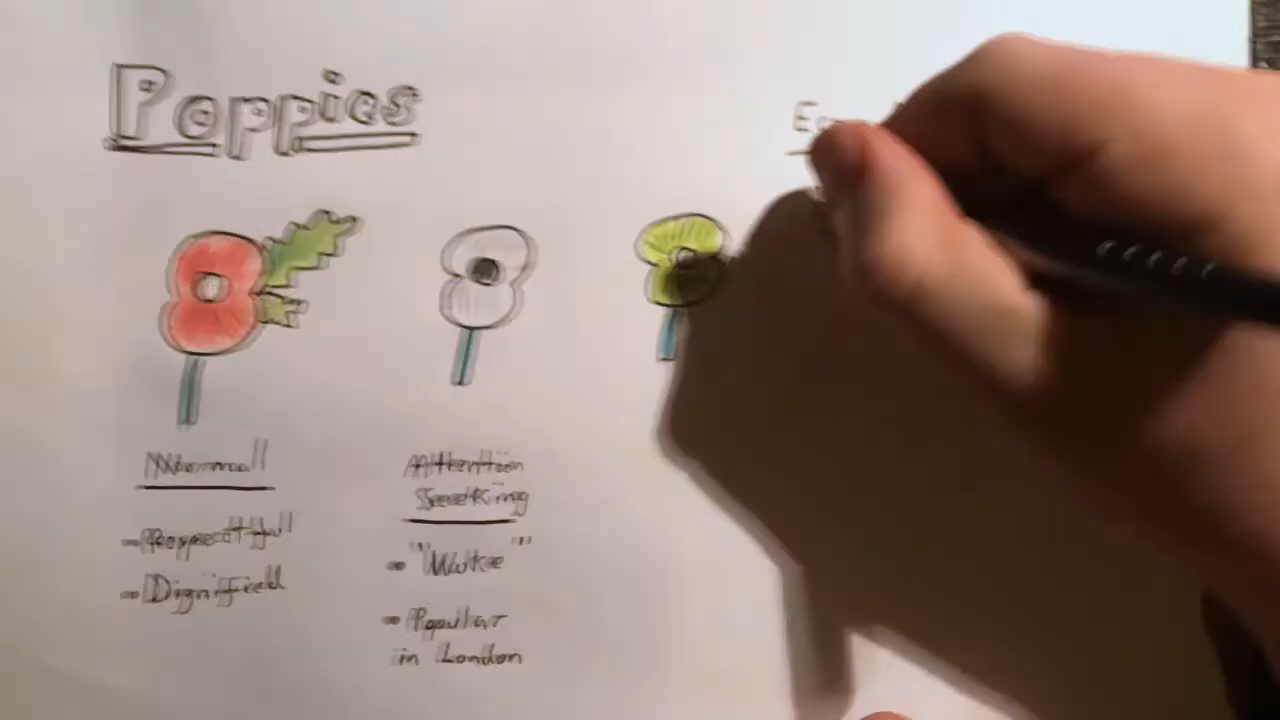 Poppies
Normal
- Respectful
- Dignified
Attention
Seeking
- "Woke"
- Popular
in London